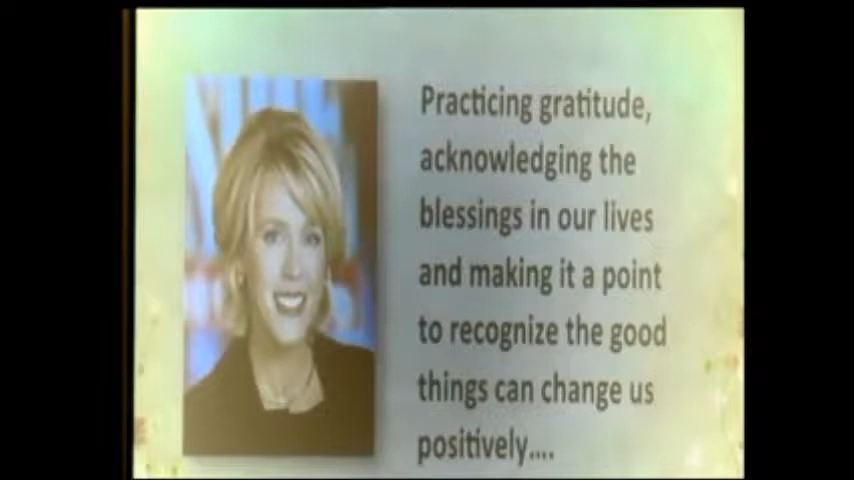 Practicing gratitude,
acknowledging the
blessings in our lives
and making it a point
to recognize the good
things can change us
positively....